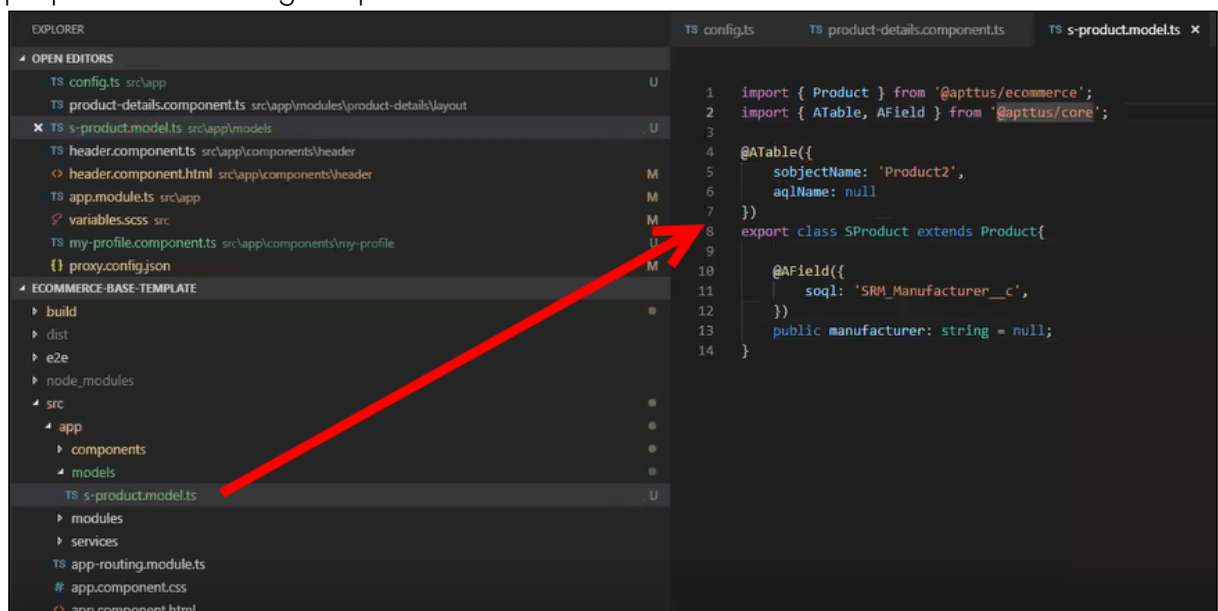 EXPLORER
OPEN EDITORS
TS config.ts src\app U
TS product-details.component.ts src\app\modules\product-details\layout
× TS s-product.model.ts src\app\models U
TS header.component.ts src\app\components\header
<> header.component.html src\app\components\header M
TS app.module.ts src\app M
variables.scss src M
TS my-profile.component.ts src\app\components\my-profile U
{} proxy.config.json M
ECOMMERCE-BASE-TEMPLATE
build
dist
e2e
node_modules
src
app
components
models
TS s-product.model.ts U
modules
services
TS app-routing.module.ts
# app.component.css
<> app.component.html
TS config.ts TS product-details.component.ts TS s-product.model.ts ×
1 import { Product } from '@apttus/ecommerce';
2 import { ATable, AField } from '@apttus/core';
3
4 @ATable({
5 sobjectName: 'Product2',
6 aqlName: null
7 })
8 export class SProduct extends Product{
9
10 @AField({
11 soql: 'SRM_Manufacturer__c',
12 })
13 public manufacturer: string = null;
14 }